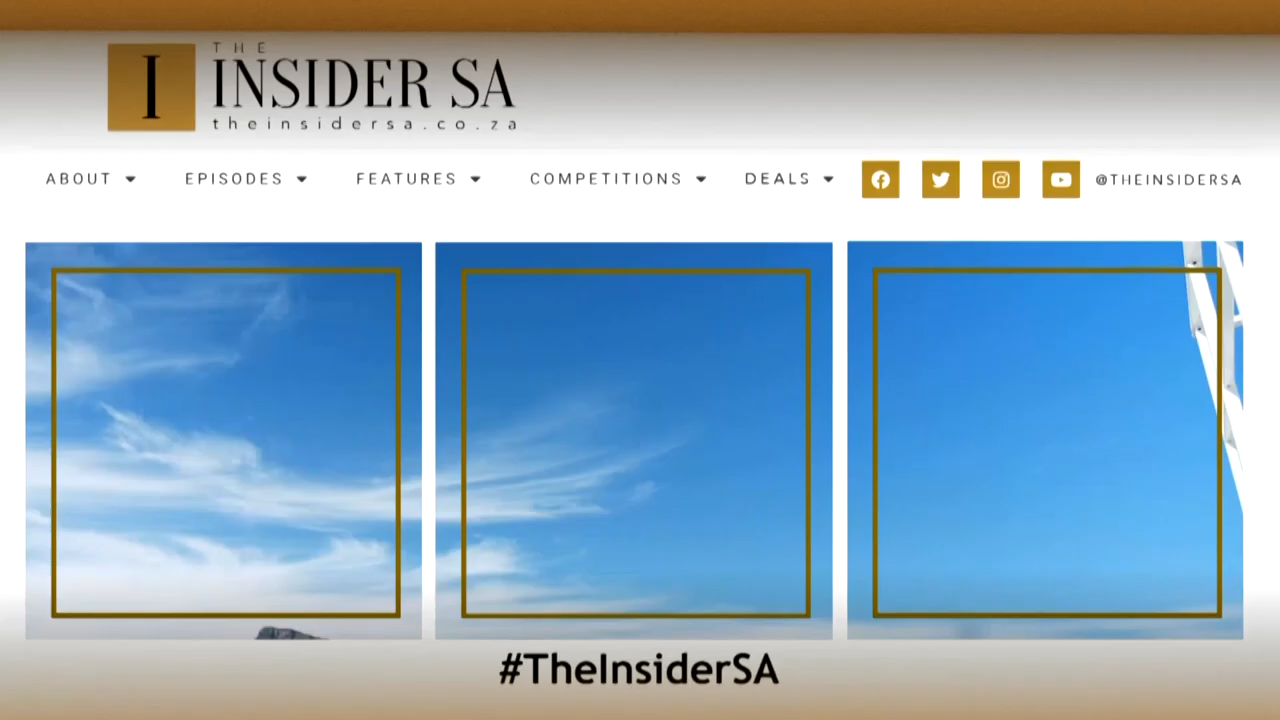 I
THE
INSIDER SA
theinsidersa.co.za
ABOUT EPISODES FEATURES COMPETITIONS DEALS @THEINSIDERSA
#TheInsiderSA